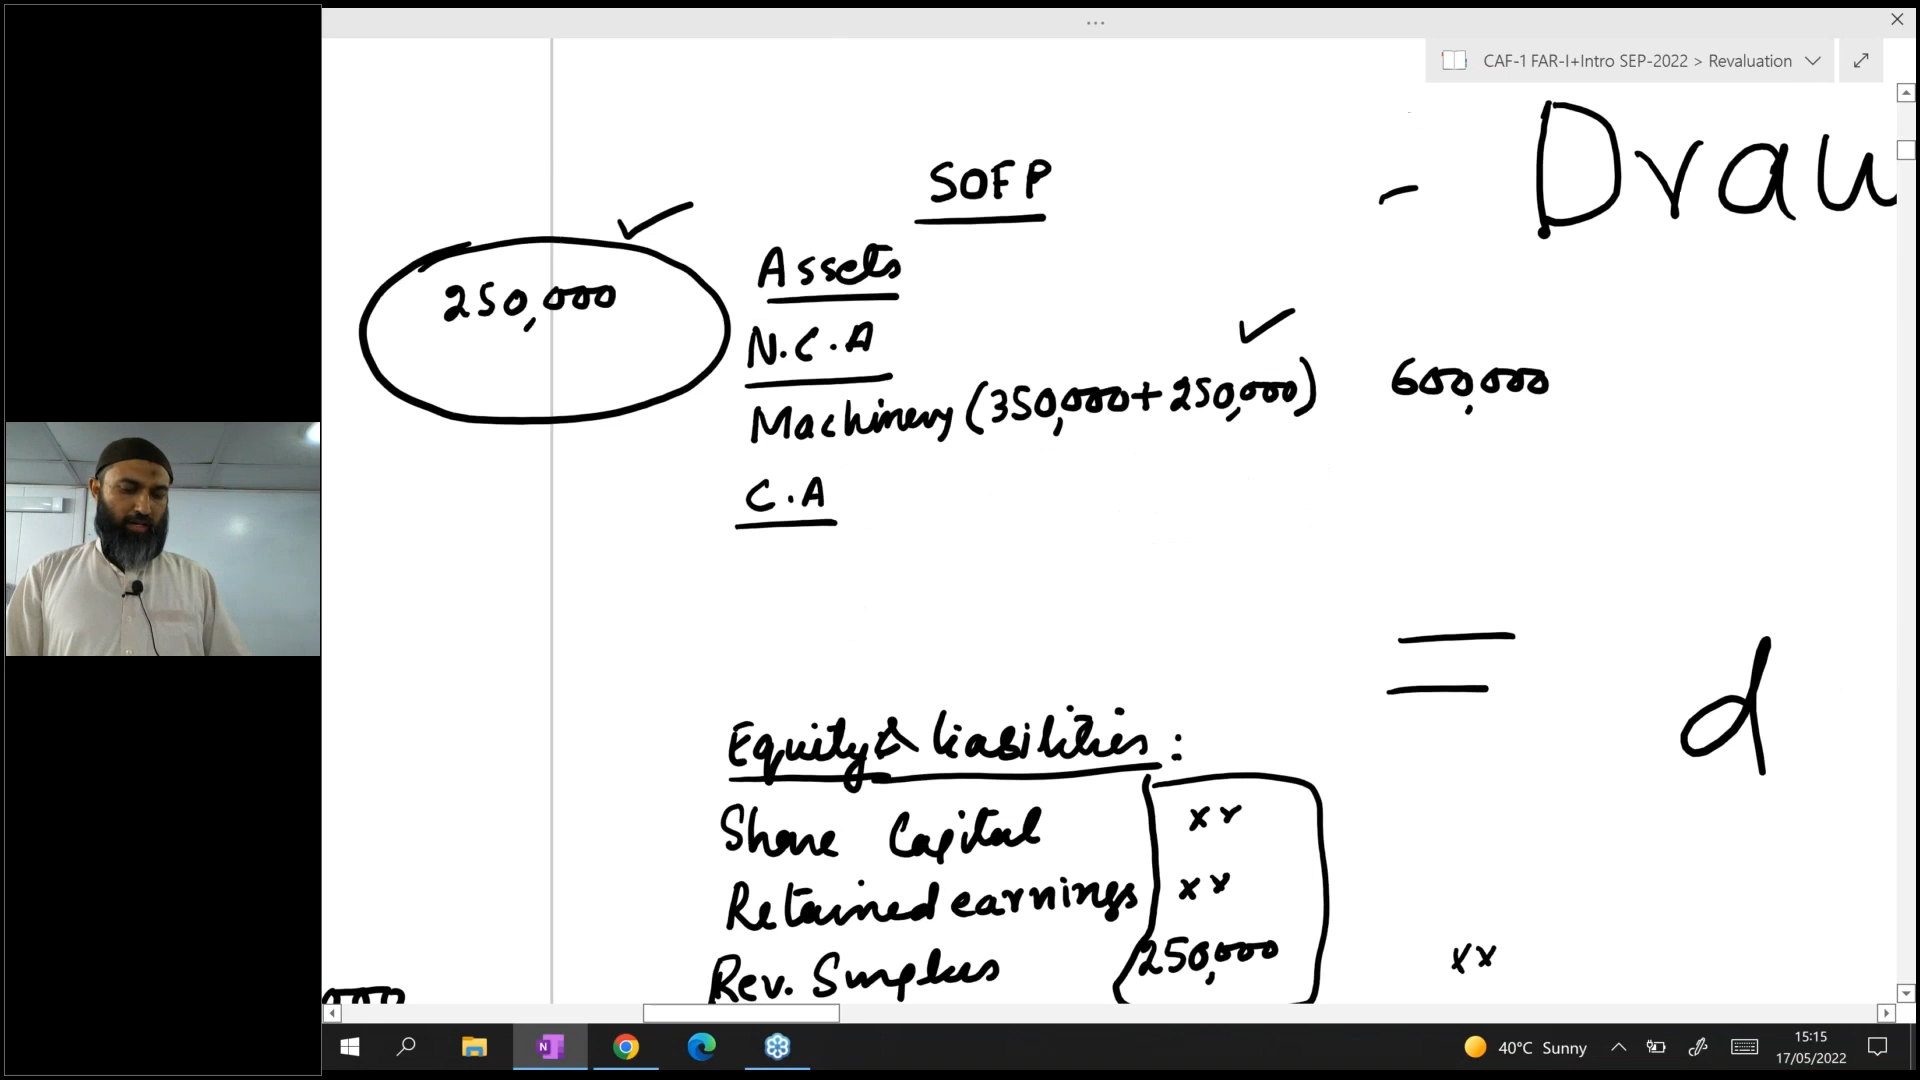 ...
CAF-1 FAR-I+Intro SEP-2022 > Revaluation
SOFP
- Draw
250,000
Assets
N.C.A
Machinery (350,000+250,000) 600,000
C.A
= d
Equity & liabilities :
Share Capital xx
Retained earnings xx
Rev. Surplus 250,000 xx
40°C Sunny
15:15
17/05/2022